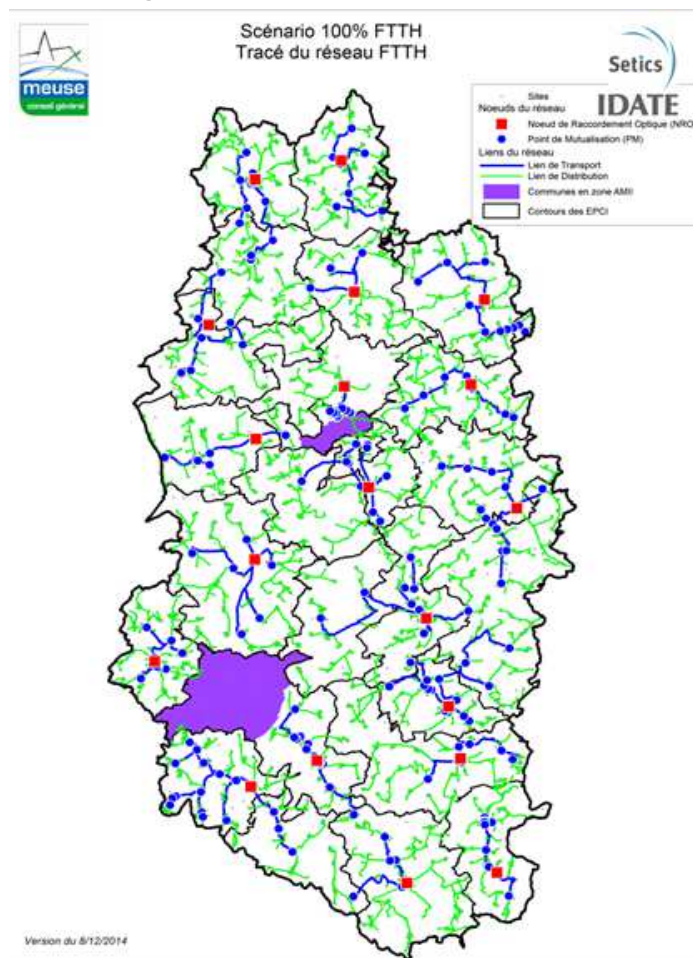 Scénario 100% FTTH
Tracé du réseau FTTH
meuse
conseil général
Setics
IDATE
Sites
Noeuds du réseau
Noeud de Raccordement Optique (NRO
Point de Mutualisation (PM)
Liens du réseau
Lien de Transport
Lien de Distribution
Communes en zone AMII
Contours des EPCI
Version du 8/12/2014